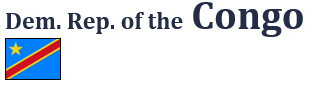 Dem. Rep. of the Congo